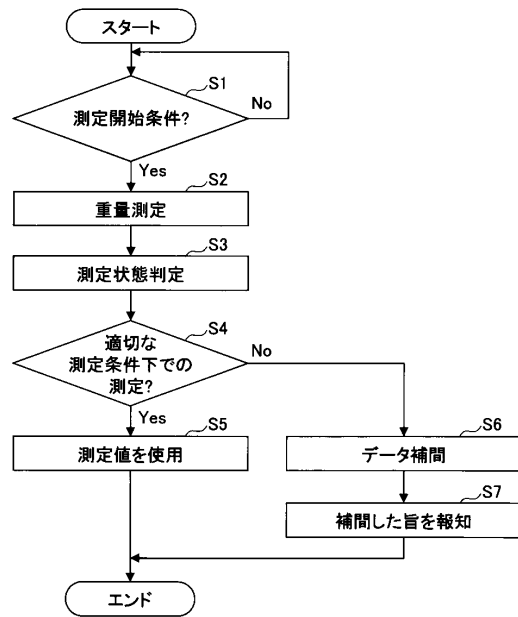 スタート
S1
測定開始条件?
No
Yes
S2
重量測定
S3
測定状態判定
S4
適切な
測定条件下での
測定?
No
Yes
S5
測定値を使用
S6
データ補間
S7
補間した旨を報知
エンド